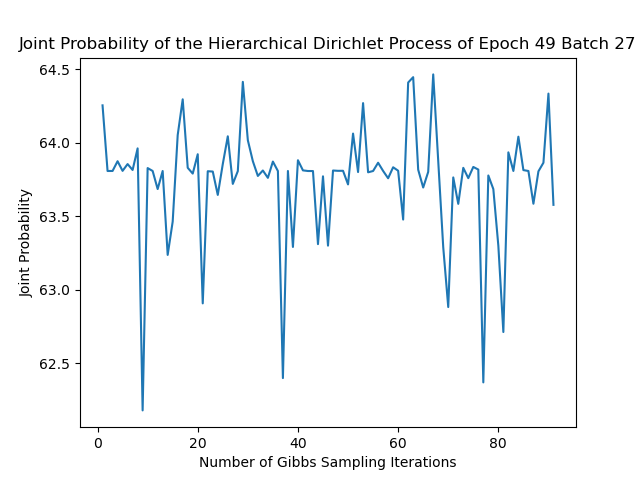 Joint Probability of the Hierarchical Dirichlet Process of Epoch 49 Batch 27
64.5
64.0
63.5
63.0
62.5
Joint Probability
0 20 40 60 80
Number of Gibbs Sampling Iterations